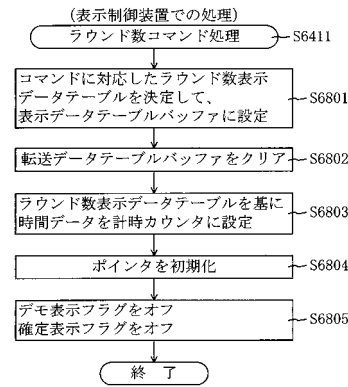 (表示制御装置での処理)
ラウンド数コマンド処理
S6411
コマンドに対応したラウンド数表示
データテーブルを決定して、
表示データテーブルバッファに設定
S6801
転送データテーブルバッファをクリア
S6802
ラウンド数表示データテーブルを基に
時間データを計時カウンタに設定
S6803
ポインタを初期化
S6804
デモ表示フラグをオフ
確定表示フラグをオフ
S6805
終 了